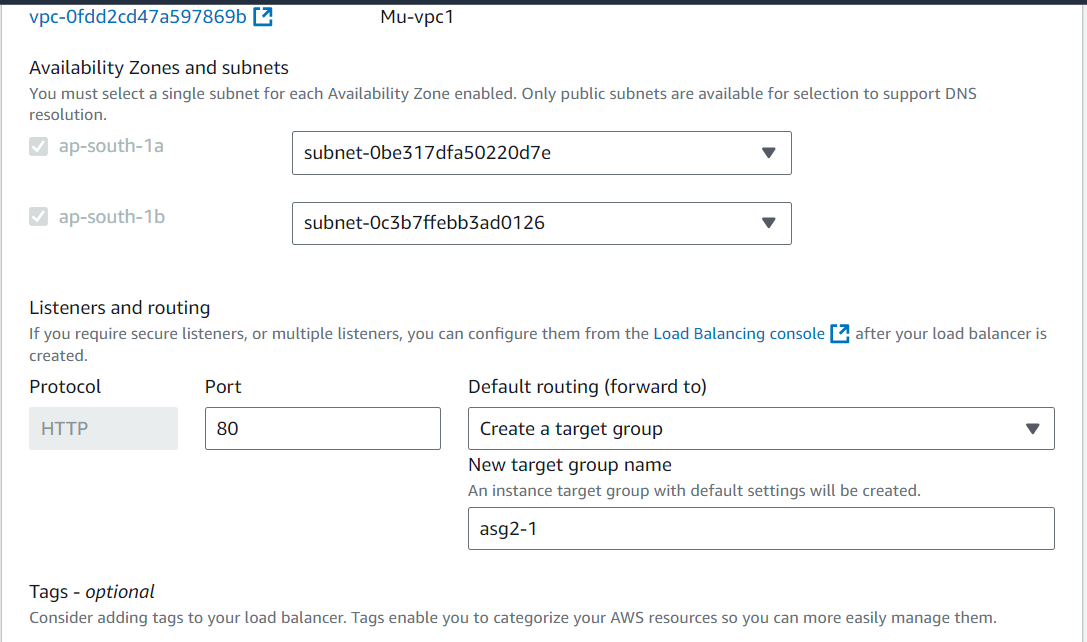 vpc-0fdd2cd47a597869b Mu-vpc1
Availability Zones and subnets
You must select a single subnet for each Availability Zone enabled. Only public subnets are available for selection to support DNS
resolution.
ap-south-1a subnet-0be317dfa50220d7e
ap-south-1b subnet-0c3b7ffebb3ad0126
Listeners and routing
If you require secure listeners, or multiple listeners, you can configure them from the Load Balancing console after your load balancer is
created.
Protocol Port Default routing (forward to)
HTTP 80 Create a target group
New target group name
An instance target group with default settings will be created.
asg2-1
Tags - optional
Consider adding tags to your load balancer. Tags enable you to categorize your AWS resources so you can more easily manage them.